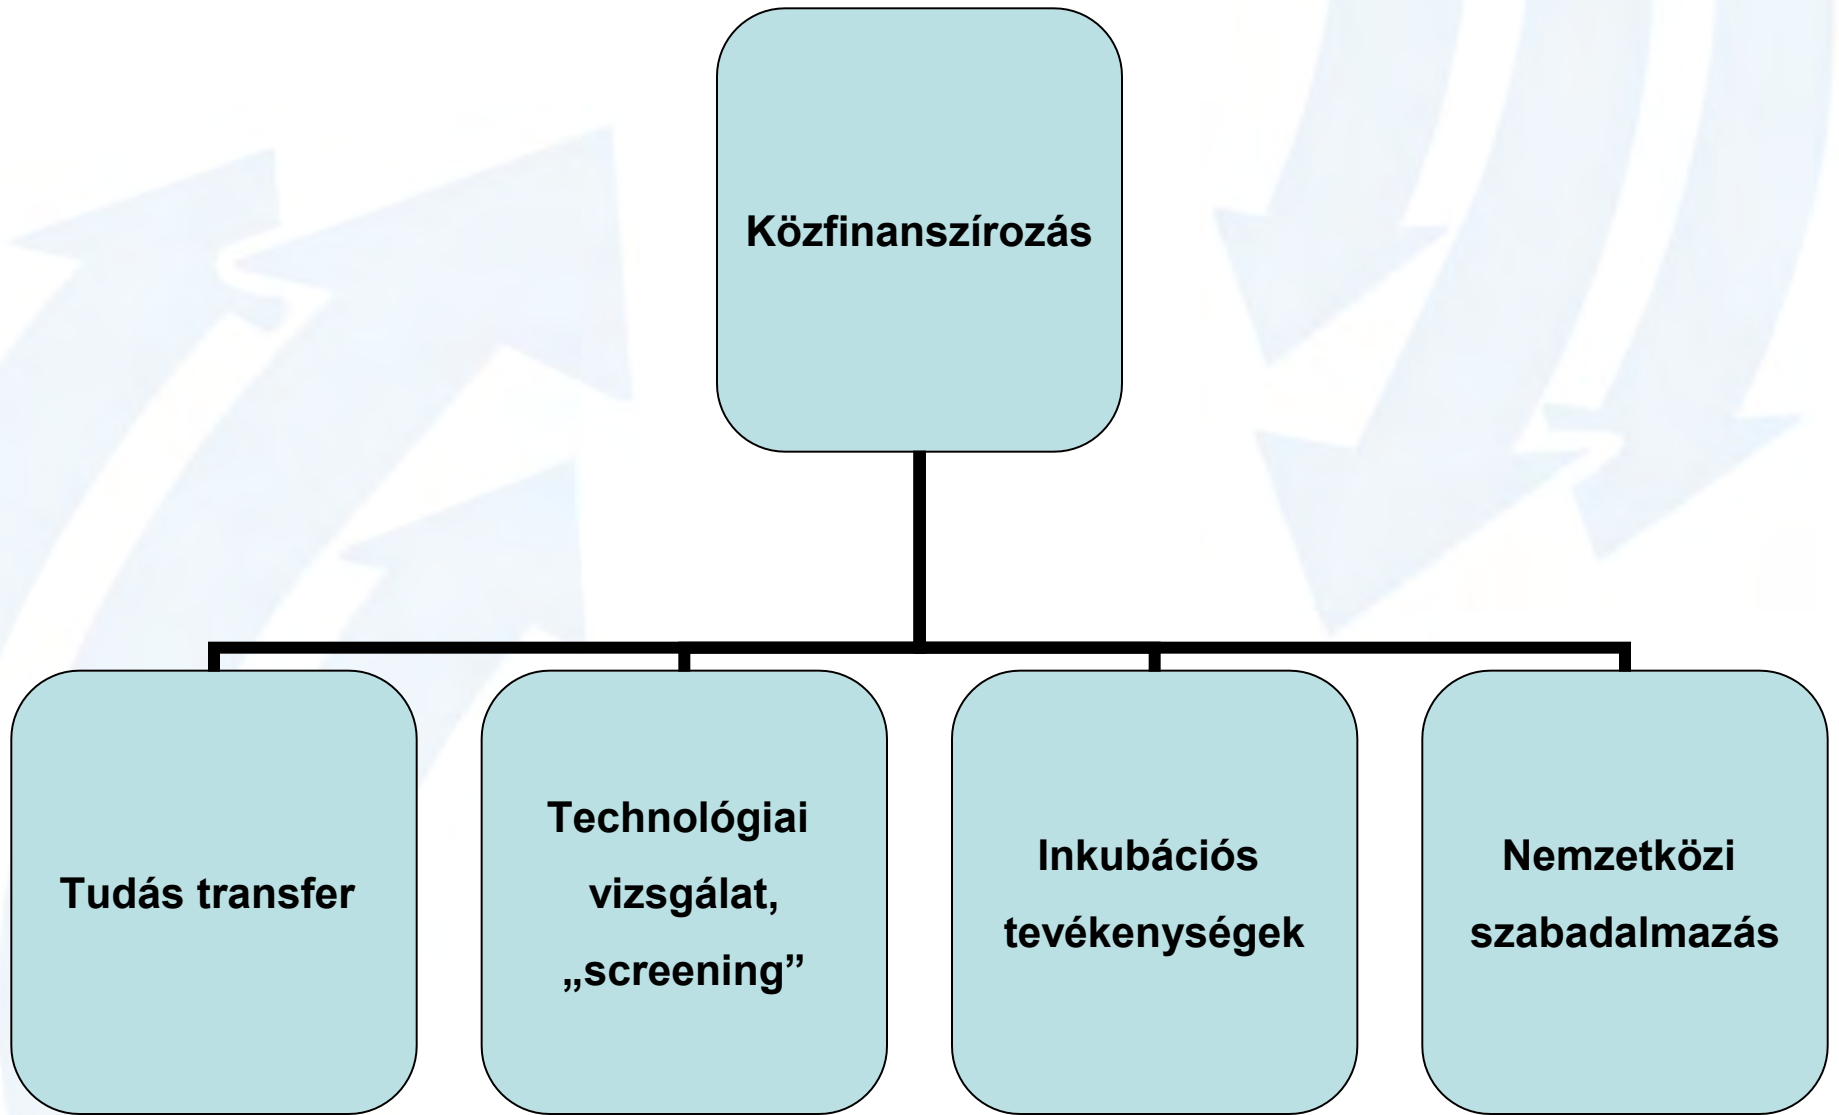 Közfinanszírozás
Tudás transfer
Technológiai
vizsgálat,
„screening”
Inkubációs
tevékenységek
Nemzetközi
szabadalmazás